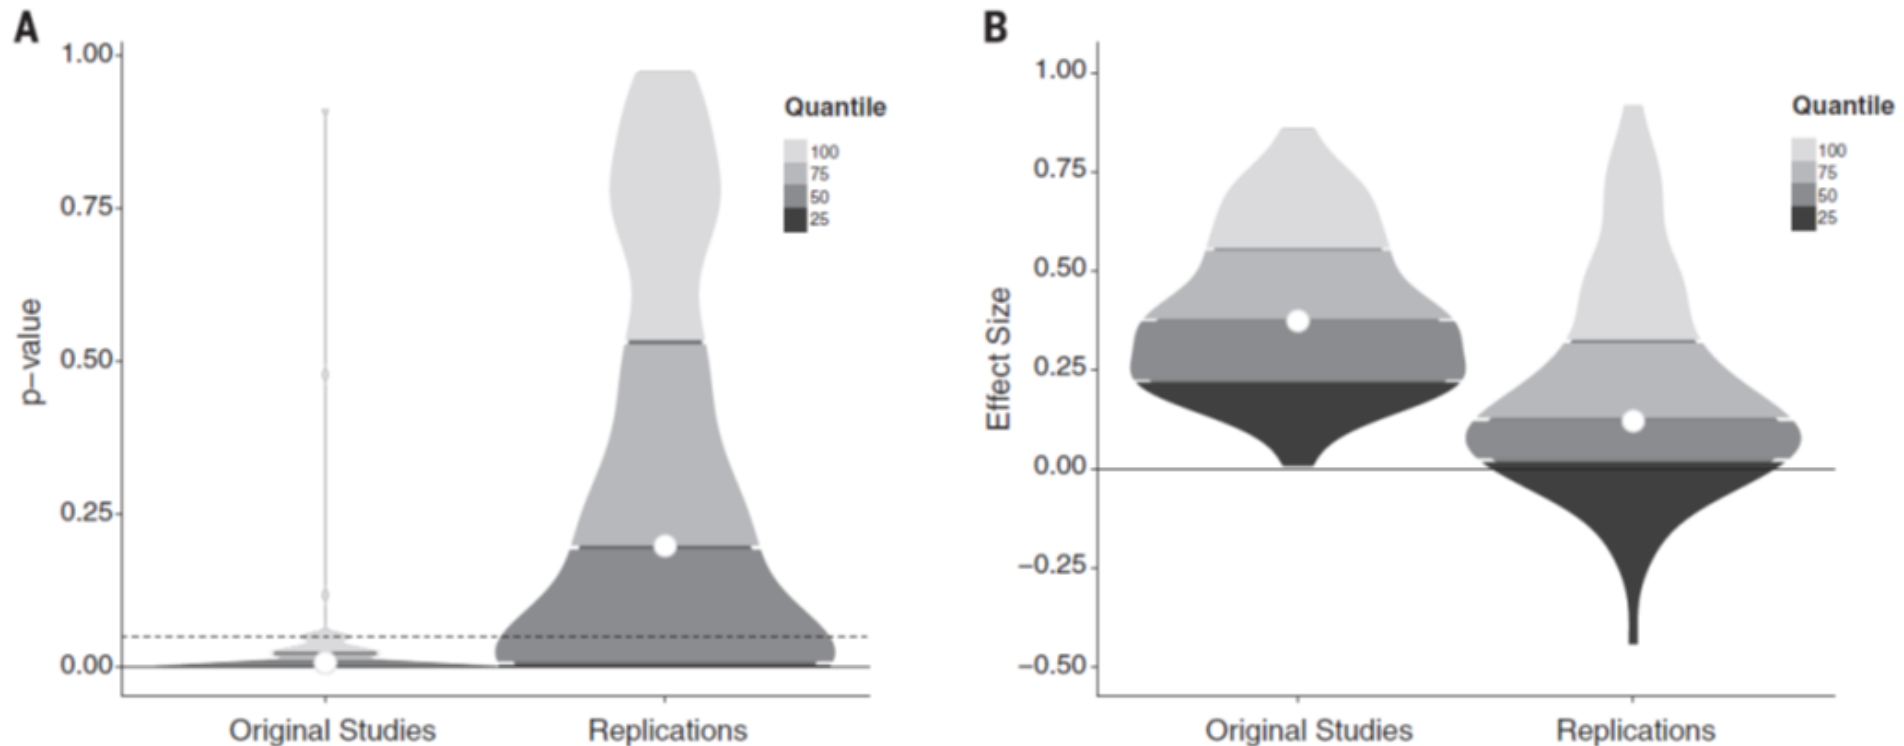 A
p-value
1.00
0.75
0.50
0.25
0.00
Original Studies Replications
Quantile
100
75
50
25
B
Effect Size
1.00
0.75
0.50
0.25
0.00
−0.25
−0.50
Original Studies Replications
Quantile
100
75
50
25